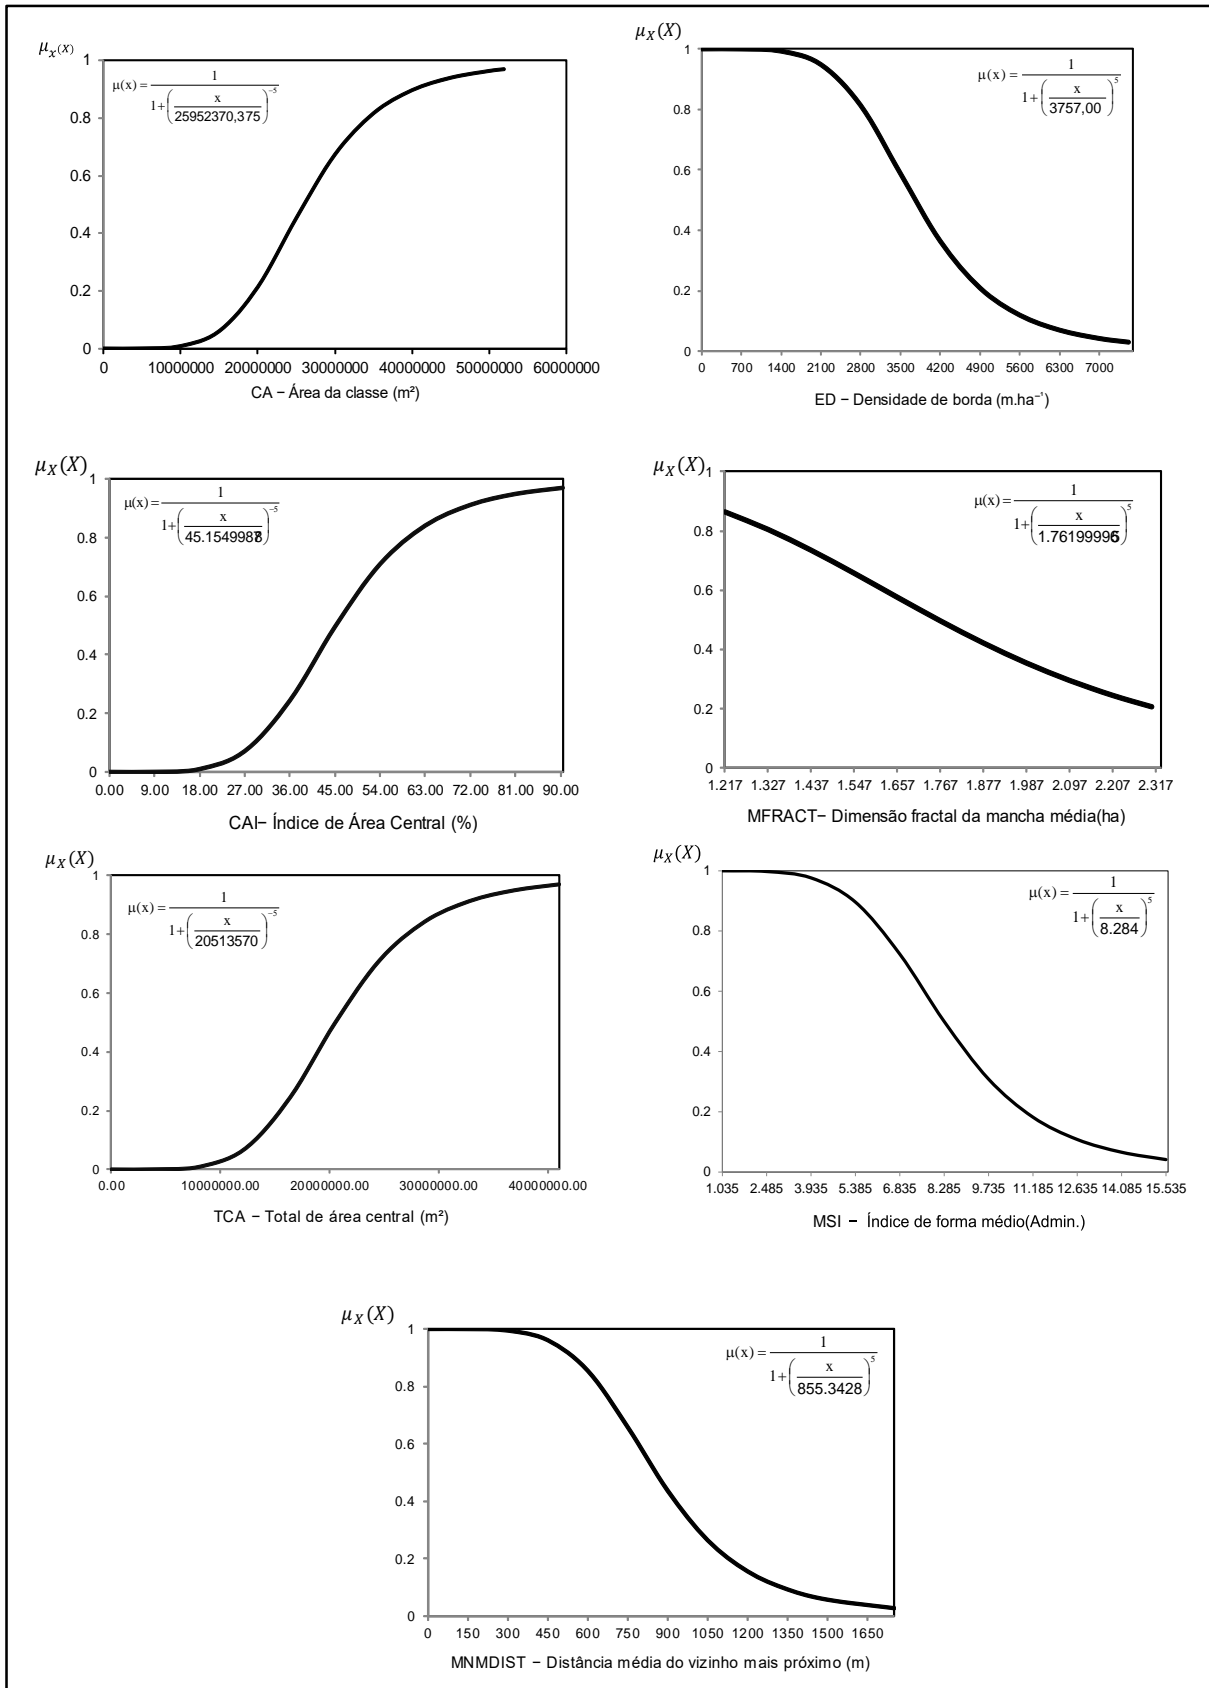 μ_x(X)
1
0.8
0.6
0.4
0.2
0
μ(x) = 1 / (1+(x / 25952370,375)^-5)
0 10000000 20000000 30000000 40000000 50000000 60000000
CA − Área da classe (m²)
μ_X(X)
1
0.8
0.6
0.4
0.2
0
μ(x) = 1 / (1+(x / 3757,00)^5)
0 700 1400 2100 2800 3500 4200 4900 5600 6300 7000
ED − Densidade de borda (m.ha⁻¹)
μ_X(X)
1
0.8
0.6
0.4
0.2
0
μ(x) = 1 / (1+(x / 45.15499878)^-5)
0.00 9.00 18.00 27.00 36.00 45.00 54.00 63.00 72.00 81.00 90.00
CAI− Índice de Área Central (%)
μ_X(X)
1
0.8
0.6
0.4
0.2
0
μ(x) = 1 / (1+(x / 1.76199996)^5)
1.217 1.327 1.437 1.547 1.657 1.767 1.877 1.987 2.097 2.207 2.317
MFRACT− Dimensão fractal da mancha média(ha)
μ_X(X)
1
0.8
0.6
0.4
0.2
0
μ(x) = 1 / (1+(x / 20513570)^-5)
0.00 10000000.00 20000000.00 30000000.00 40000000.00
TCA − Total de área central (m²)
μ_X(X)
1
0.8
0.6
0.4
0.2
0
μ(x) = 1 / (1+(x / 8.284)^5)
1.035 2.485 3.935 5.385 6.835 8.285 9.735 11.185 12.635 14.085 15.535
MSI − Índice de forma médio(Admin.)
μ_X(X)
1
0.8
0.6
0.4
0.2
0
μ(x) = 1 / (1+(x / 855.3428)^5)
0 150 300 450 600 750 900 1050 1200 1350 1500 1650
MNMDIST − Distância média do vizinho mais próximo (m)